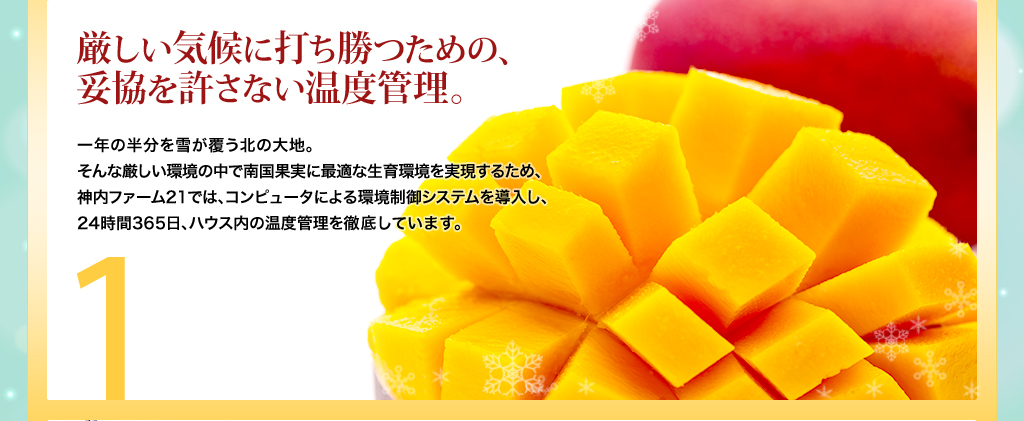 厳しい気候に打ち勝つための、
妥協を許さない温度管理。
一年の半分を雪が覆う北の大地。
そんな厳しい環境の中で南国果実に最適な生育環境を実現するため、
神内ファーム21では、コンピュータによる環境制御システムを導入し、
24時間365日、ハウス内の温度管理を徹底しています。
1